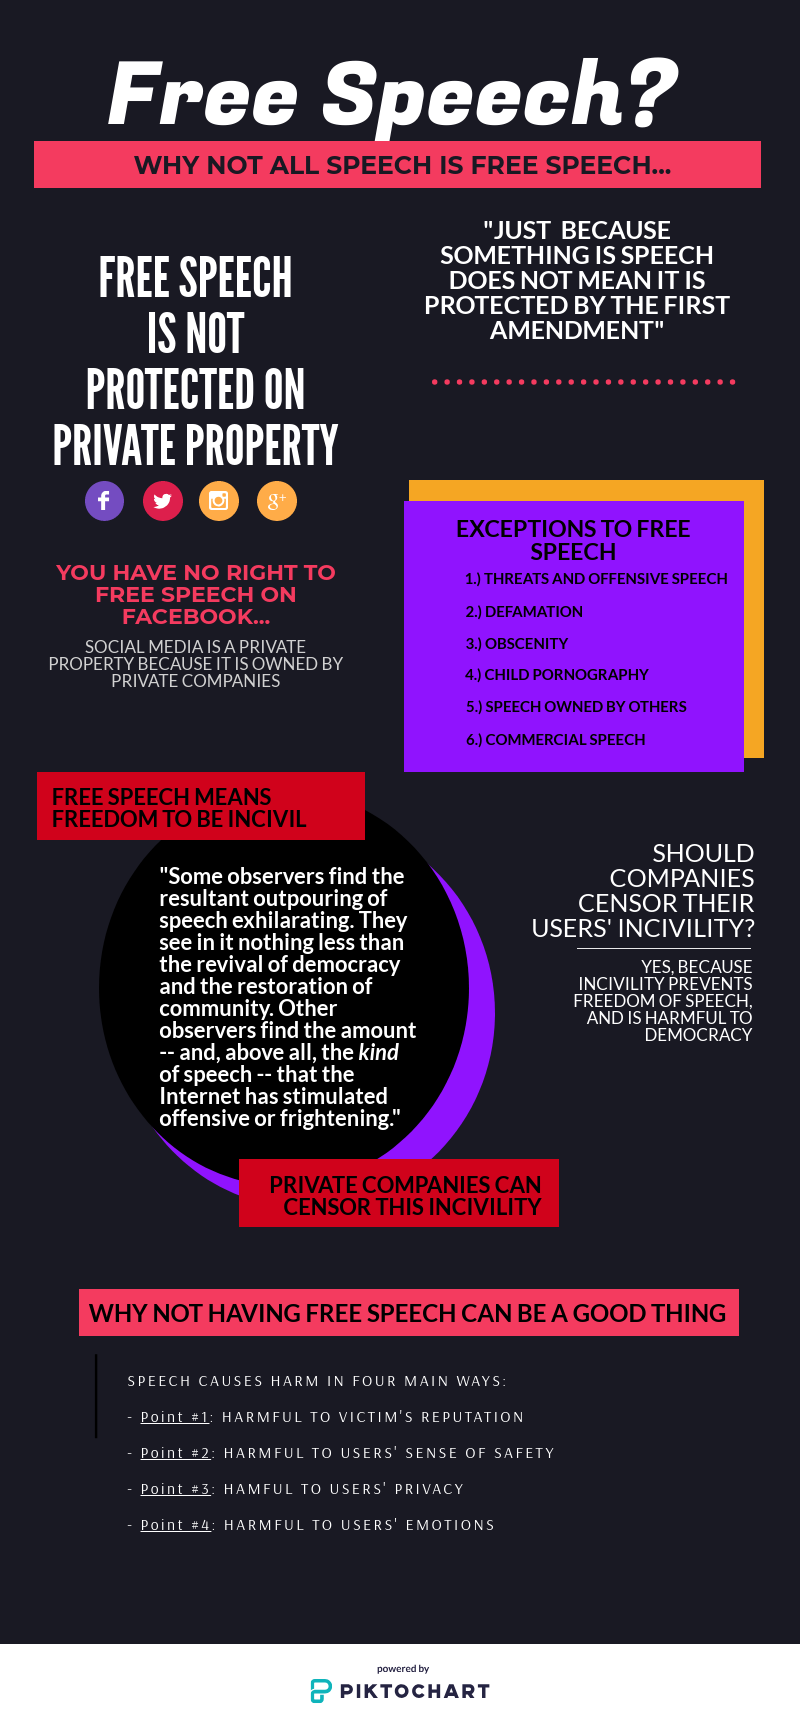 Free Speech?
WHY NOT ALL SPEECH IS FREE SPEECH...
FREE SPEECH
IS NOT
PROTECTED ON
PRIVATE PROPERTY
f
g+
YOU HAVE NO RIGHT TO
FREE SPEECH ON
FACEBOOK...
SOCIAL MEDIA IS A PRIVATE
PROPERTY BECAUSE IT IS OWNED BY
PRIVATE COMPANIES
"JUST BECAUSE
SOMETHING IS SPEECH
DOES NOT MEAN IT IS
PROTECTED BY THE FIRST
AMENDMENT"
EXCEPTIONS TO FREE
SPEECH
1.) THREATS AND OFFENSIVE SPEECH
2.) DEFAMATION
3.) OBSCENITY
4.) CHILD PORNOGRAPHY
5.) SPEECH OWNED BY OTHERS
6.) COMMERCIAL SPEECH
FREE SPEECH MEANS
FREEDOM TO BE INCIVIL
"Some observers find the
resultant outpouring of
speech exhilarating. They
see in it nothing less than
the revival of democracy
and the restoration of
community. Other
observers find the amount
-- and, above all, the kind
of speech -- that the
Internet has stimulated
offensive or frightening."
PRIVATE COMPANIES CAN
CENSOR THIS INCIVILITY
SHOULD
COMPANIES
CENSOR THEIR
USERS' INCIVILITY?
YES, BECAUSE
INCIVILITY PREVENTS
FREEDOM OF SPEECH,
AND IS HARMFUL TO
DEMOCRACY
WHY NOT HAVING FREE SPEECH CAN BE A GOOD THING
SPEECH CAUSES HARM IN FOUR MAIN WAYS:
- Point #1: HARMFUL TO VICTIM'S REPUTATION
- Point #2: HARMFUL TO USERS' SENSE OF SAFETY
- Point #3: HAMFUL TO USERS' PRIVACY
- Point #4: HARMFUL TO USERS' EMOTIONS
powered by
PIKTOCHART